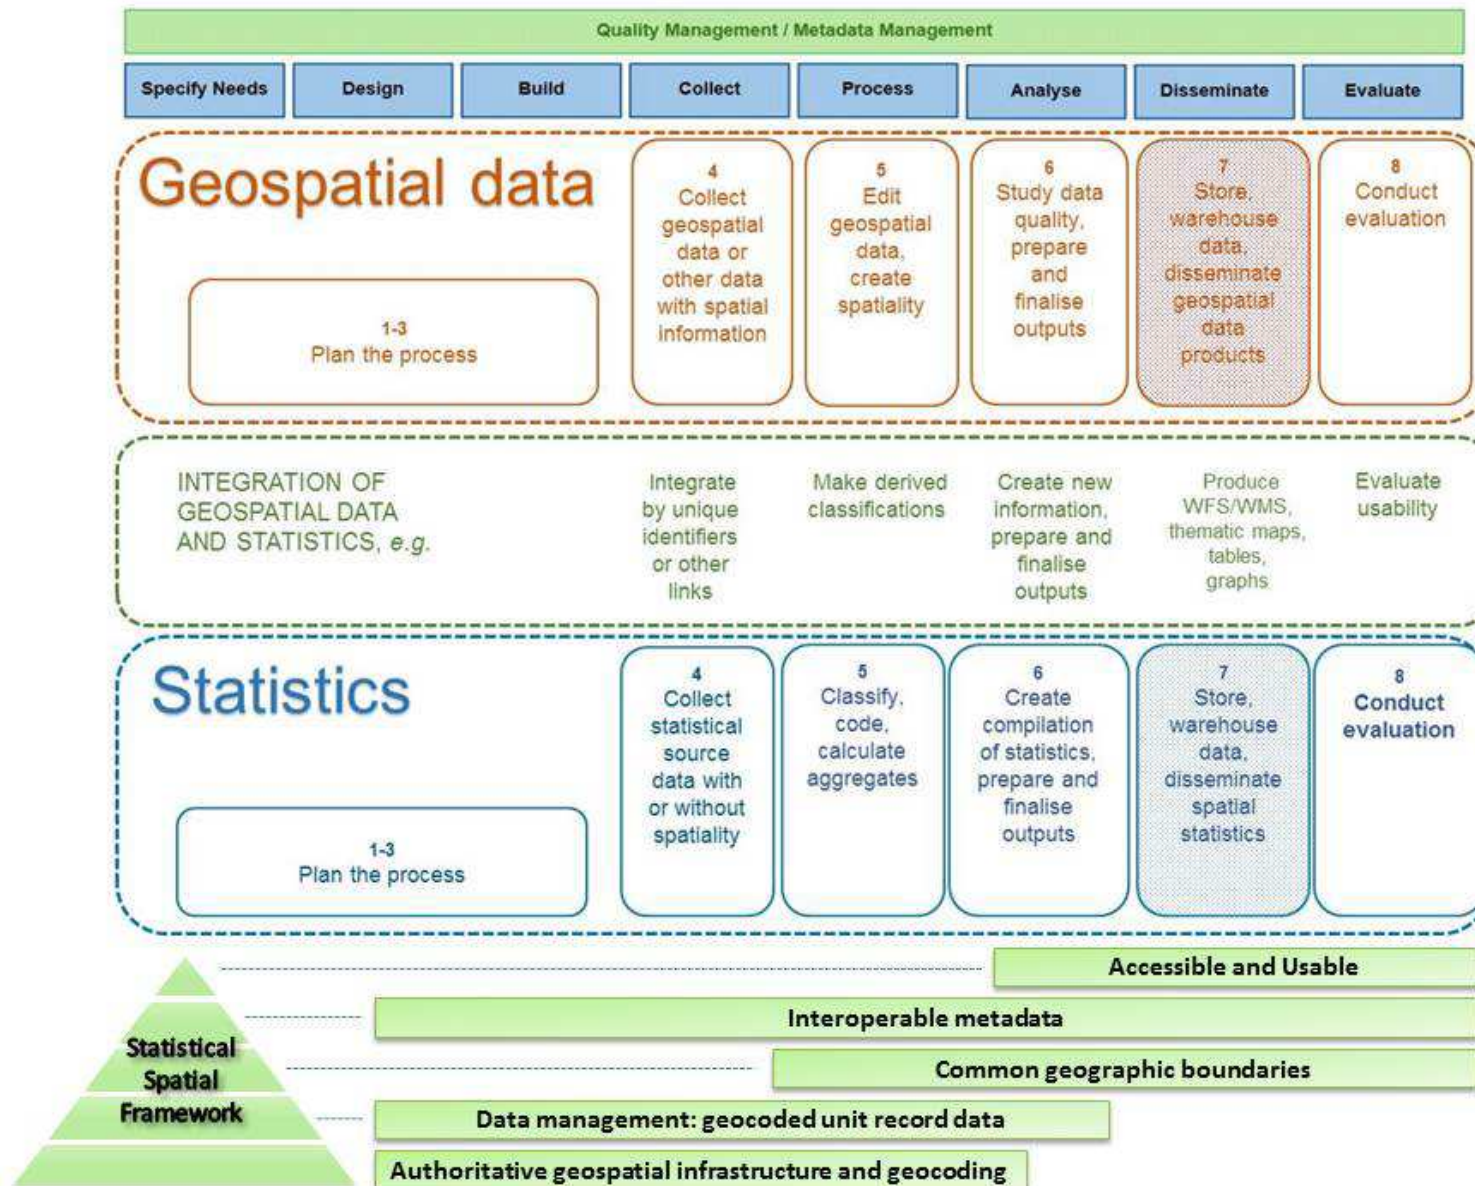 Quality Management / Metadata Management
Specify Needs
Design
Build
Collect
Process
Analyse
Disseminate
Evaluate
Geospatial data
1-3
Plan the process
4
Collect
geospatial
data or
other data
with spatial
information
5
Edit
geospatial
data,
create
spatiality
6
Study data
quality,
prepare
and
finalise
outputs
7
Store,
warehouse
data,
disseminate
geospatial
data
products
8
Conduct
evaluation
INTEGRATION OF
GEOSPATIAL DATA
AND STATISTICS, e.g.
Integrate
by unique
identifiers
or other
links
Make derived
classifications
Create new
information,
prepare and
finalise
outputs
Produce
WFS/WMS,
thematic maps,
tables,
graphs
Evaluate
usability
Statistics
1-3
Plan the process
4
Collect
statistical
source
data with
or without
spatiality
5
Classify,
code,
calculate
aggregates
6
Create
compilation
of statistics,
prepare and
finalise
outputs
7
Store,
warehouse
data,
disseminate
spatial
statistics
8
Conduct
evaluation
Statistical
Spatial
Framework
Accessible and Usable
Interoperable metadata
Common geographic boundaries
Data management: geocoded unit record data
Authoritative geospatial infrastructure and geocoding